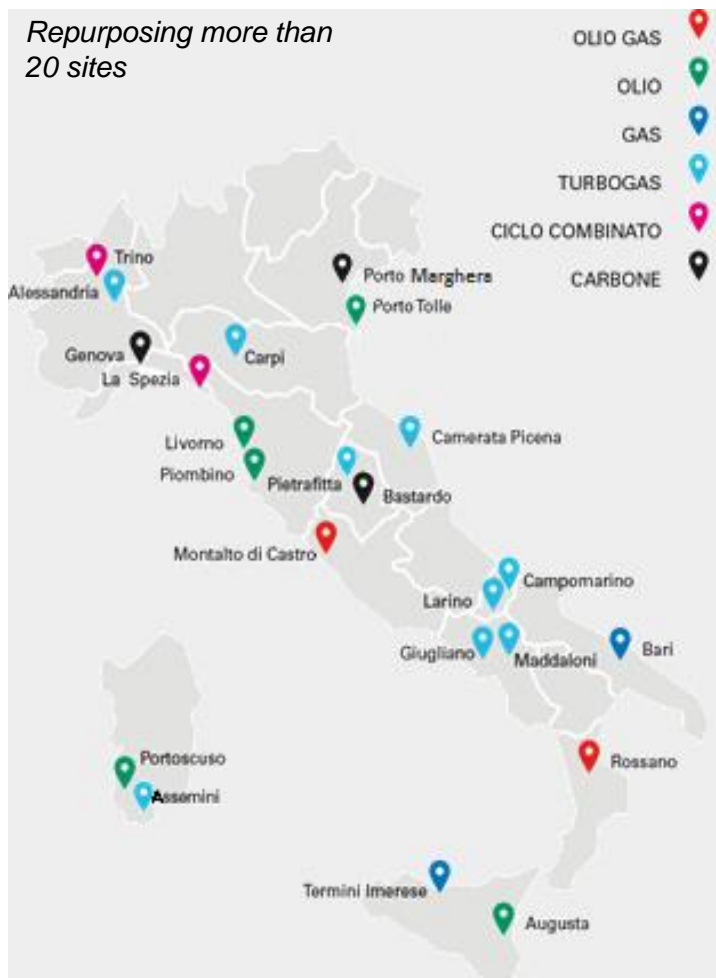 Repurposing more than
20 sites
OLIO GAS
OLIO
GAS
TURBOGAS
CICLO COMBINATO
CARBONE
Trino
Alessandria
Porto Marghera
Porto Tolle
Genova
La Spezia
Carpi
Livorno
Camerata Picena
Piombino
Pietrafitta
Bastardo
Montalto di Castro
Campomarino
Larino
Giugliano
Maddaloni
Bari
Portoscuso
Assemini
Rossano
Termini Imerese
Augusta